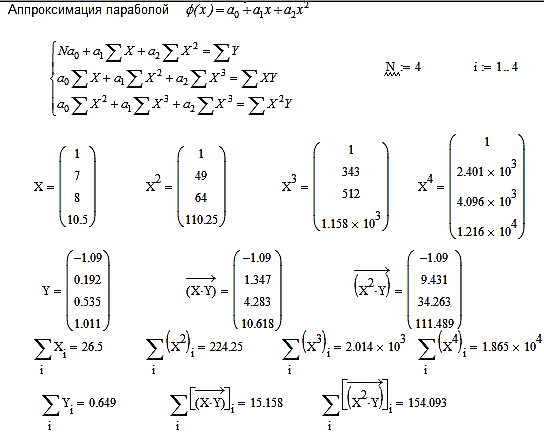 Аппроксимация параболой ϕ(x) = a₀ + a₁x + a₂x²
Na₀ + a₁∑X + a₂∑X² = ∑Y
a₀∑X + a₁∑X² + a₂∑X³ = ∑XY
a₀∑X² + a₁∑X³ + a₂∑X³ = ∑X²Y
N := 4 i := 1.. 4
X = (1 7 8 10.5) X² = (1 49 64 110.25) X³ = (1 343 512 1.158 × 10³) X⁴ = (1 2.401 × 10³ 4.096 × 10³ 1.216 × 10⁴)
Y = (-1.09 0.192 0.535 1.011) (X·Y) = (-1.09 1.347 4.283 10.618) (X²·Y) = (-1.09 9.431 34.263 111.489)
∑ᵢ Xᵢ = 26.5 ∑ᵢ (X²)ᵢ = 224.25 ∑ᵢ (X³)ᵢ = 2.014 × 10³ ∑ᵢ (X⁴)ᵢ = 1.865 × 10⁴
∑ᵢ Yᵢ = 0.649 ∑ᵢ [(X·Y)]ᵢ = 15.158 ∑ᵢ [(X²·Y)]ᵢ = 154.093